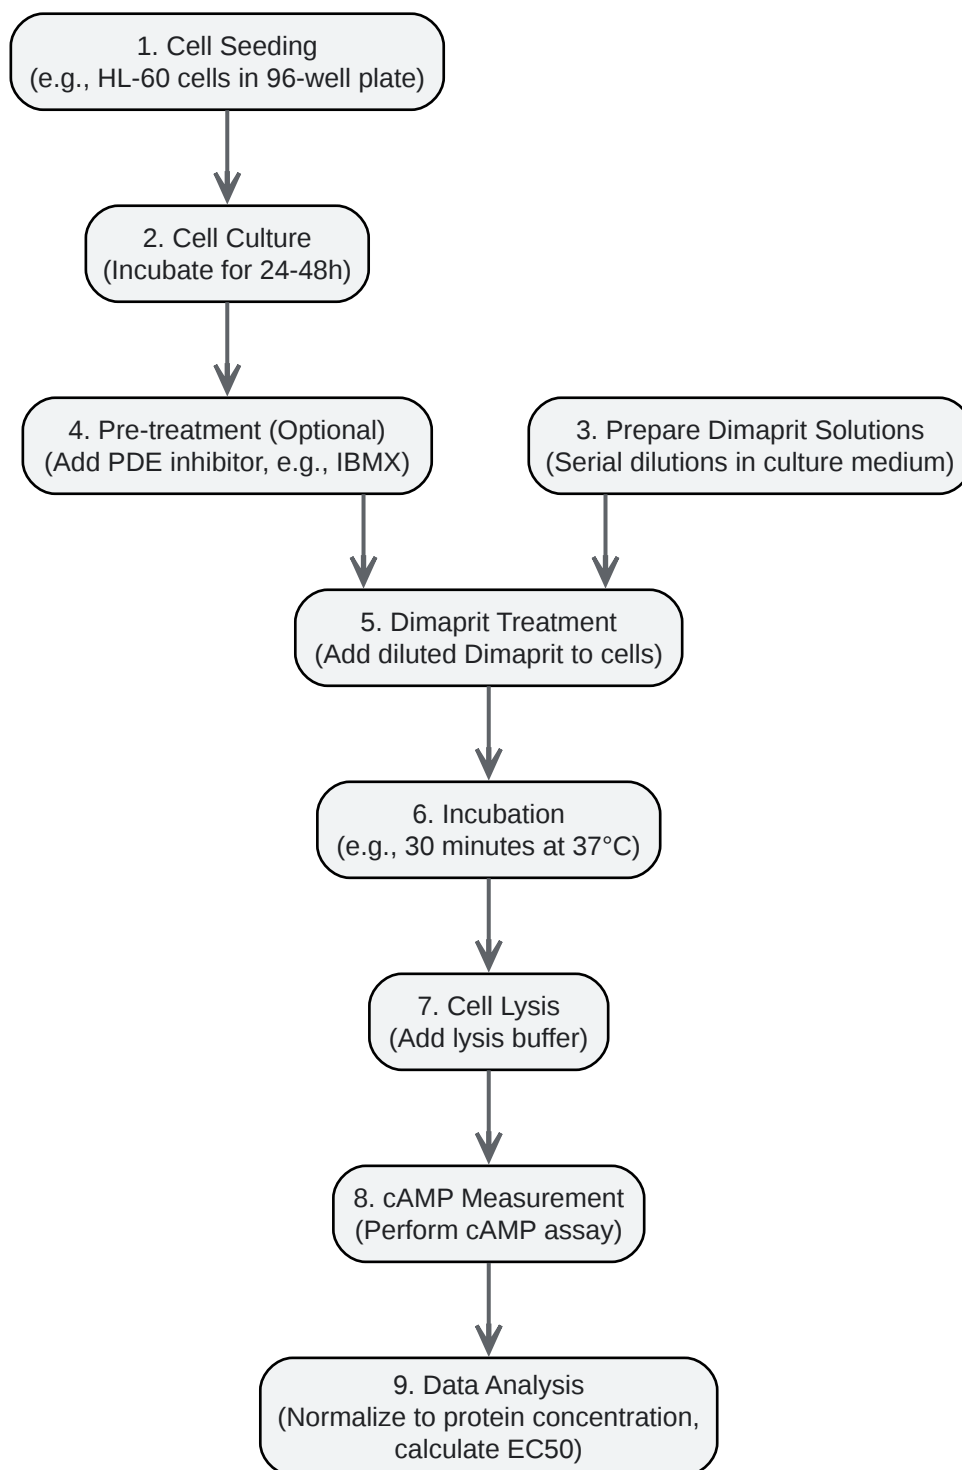 1. Cell Seeding
(e.g., HL-60 cells in 96-well plate)
2. Cell Culture
(Incubate for 24-48h)
4. Pre-treatment (Optional)
(Add PDE inhibitor, e.g., IBMX)
3. Prepare Dimaprit Solutions
(Serial dilutions in culture medium)
5. Dimaprit Treatment
(Add diluted Dimaprit to cells)
6. Incubation
(e.g., 30 minutes at 37°C)
7. Cell Lysis
(Add lysis buffer)
8. cAMP Measurement
(Perform cAMP assay)
9. Data Analysis
(Normalize to protein concentration,
calculate EC50)